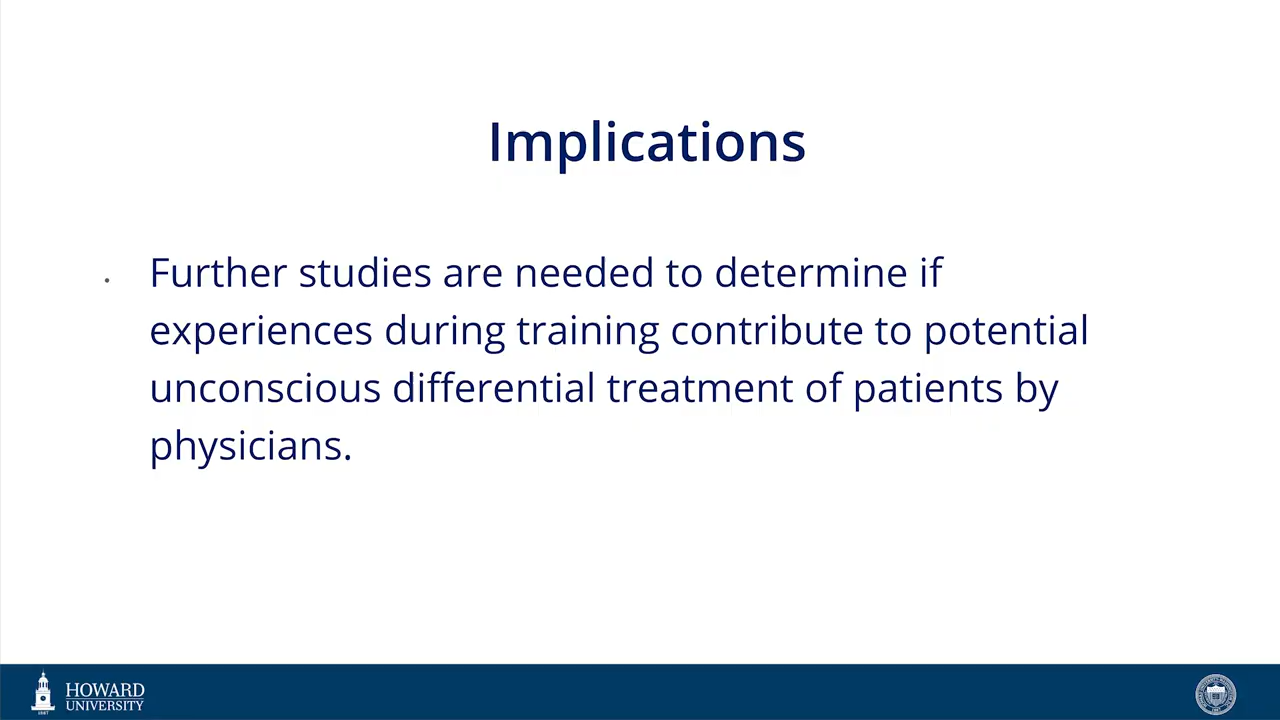 Implications
· Further studies are needed to determine if
experiences during training contribute to potential
unconscious differential treatment of patients by
physicians.
HOWARD
UNIVERSITY
1867